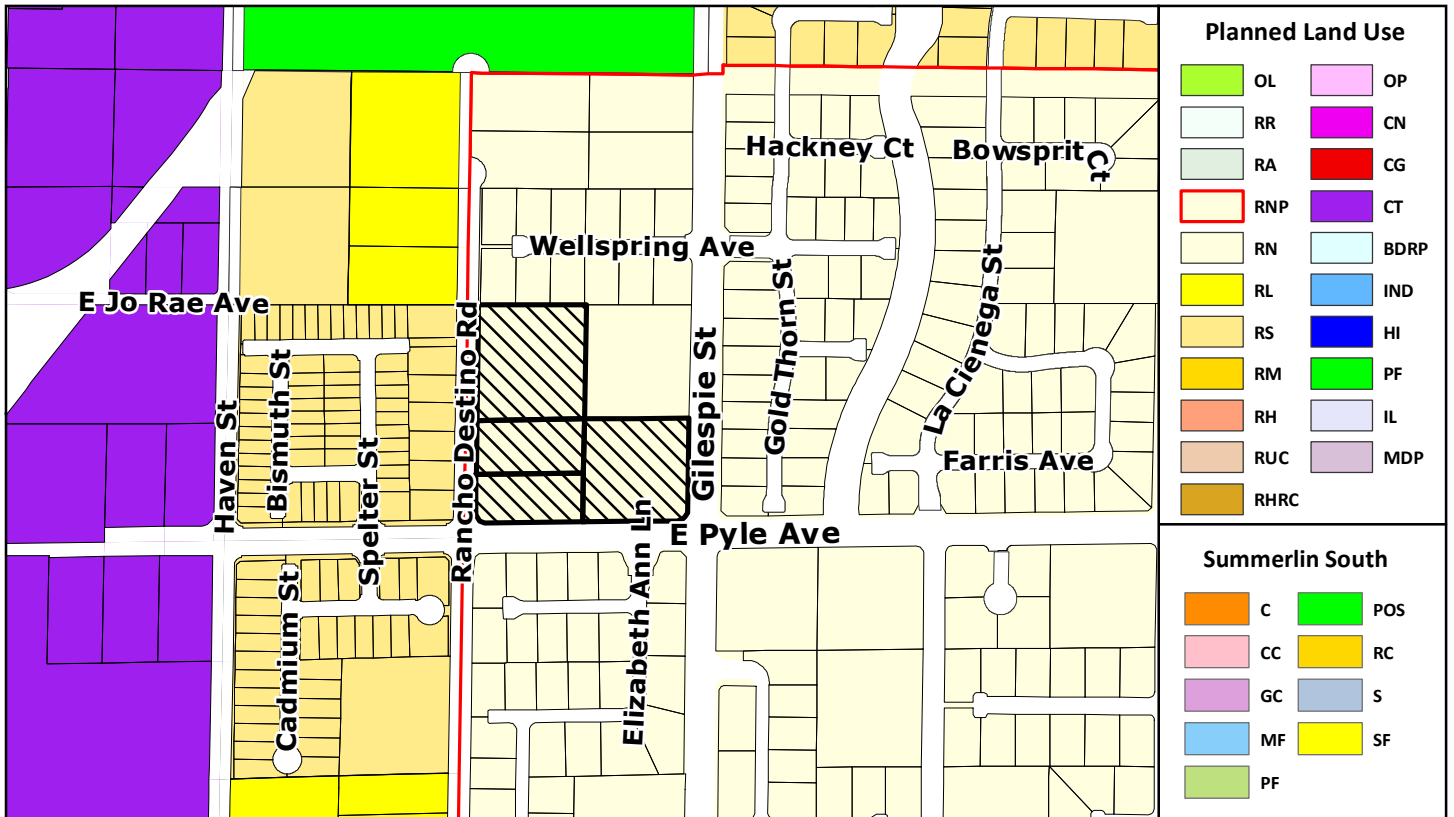 Hackney Ct
Bowsprit Ct
Wellspring Ave
E Jo Rae Ave
Rancho Destino Rd
Gillespie St
Gold Thorn St
La Cienega St
Bismuth St
Haven St
Spelter St
Farris Ave
E Pyle Ave
Elizabeth Ann Ln
Cadmium St
Planned Land Use
OL OP
RR CN
RA CG
RNP CT
RN BDRP
RL IND
RS HI
RM PF
RH IL
RUC MDP
RHRC
Summerlin South
C POS
CC RC
GC S
MF SF
PF